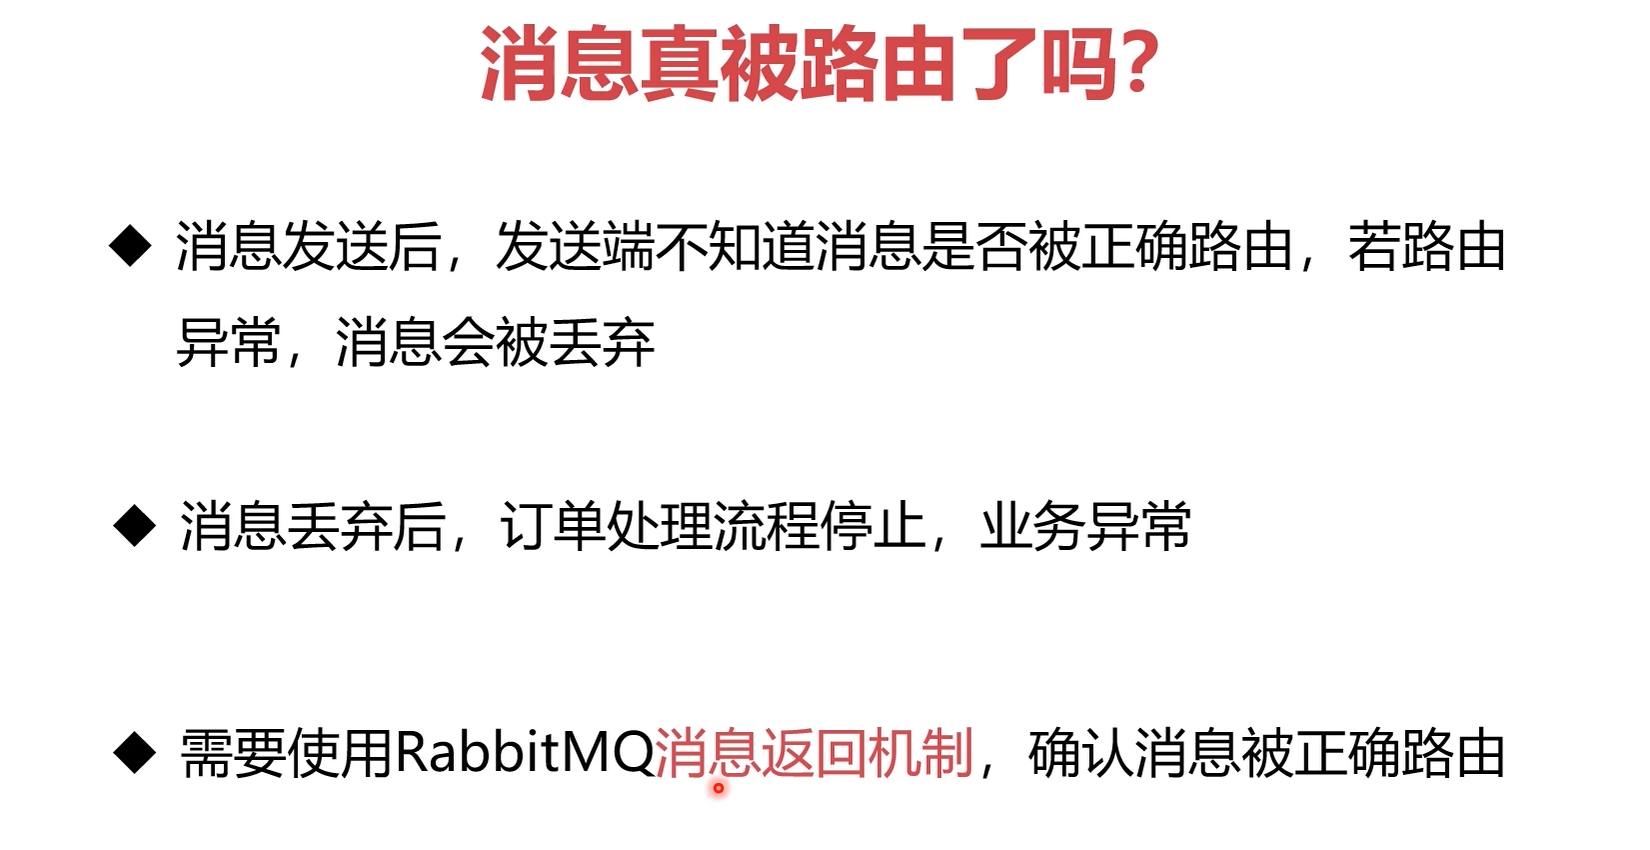 消息真被路由了吗?
◆ 消息发送后，发送端不知道消息是否被正确路由，若路由
异常，消息会被丢弃
◆ 消息丢弃后，订单处理流程停止，业务异常
◆ 需要使用RabbitMQ消息返回机制，确认消息被正确路由